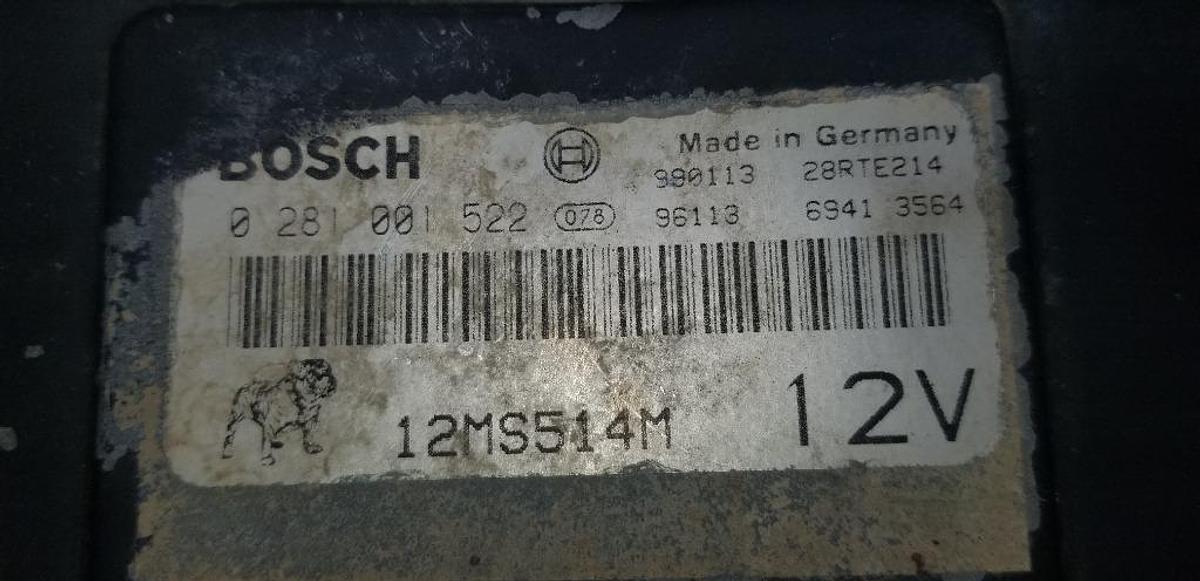 BOSCH
Made in Germany
990113 28RTE214
0 281 001 522 078 96113 6941 3564
12MS514M 12V